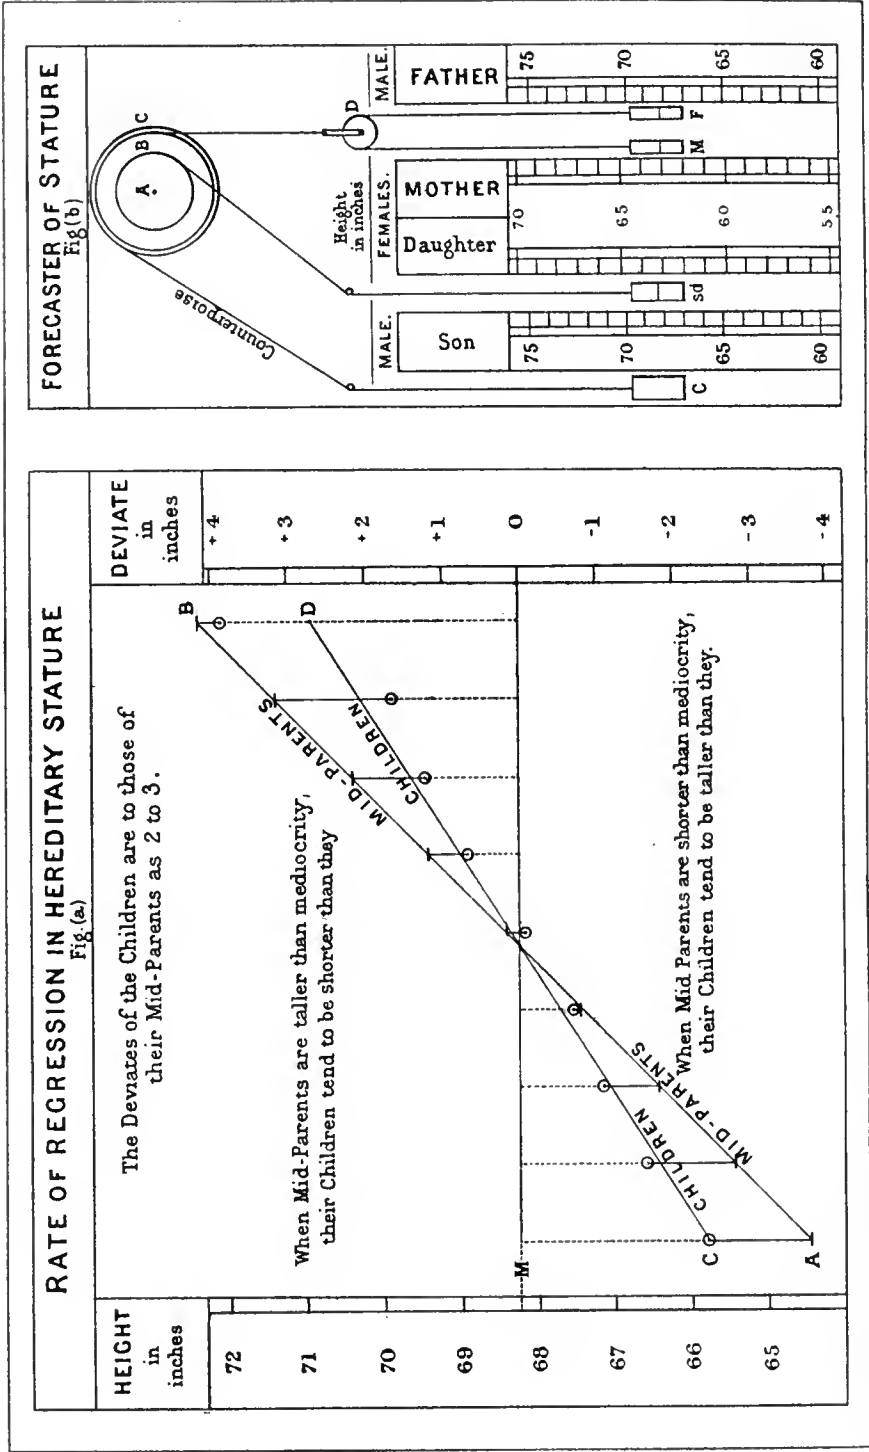 RATE OF REGRESSION IN HEREDITARY STATURE
Fig.(a)
HEIGHT
in
inches
DEVIATE
in
inches
The Deviates of the Children are to those of
their Mid-Parents as 2 to 3.
When Mid-Parents are taller than mediocrity,
their Children tend to be shorter than they
When Mid Parents are shorter than mediocrity,
their Children tend to be taller than they.
72
71
70
69
68
67
66
65
M
C
A
CHILDREN
MID-PARENTS
MID-PARENTS
CHILDREN
B
D
+4
+3
+2
+1
0
-1
-2
-3
-4
FORECASTER OF STATURE
Fig(b)
A
B
C
Counterpoise
D
Height
in inches
MALE.
FEMALES.
MALE.
Son
Daughter
MOTHER
FATHER
75
70
65
60
70
65
60
55
75
70
65
60
C
sd
M
F